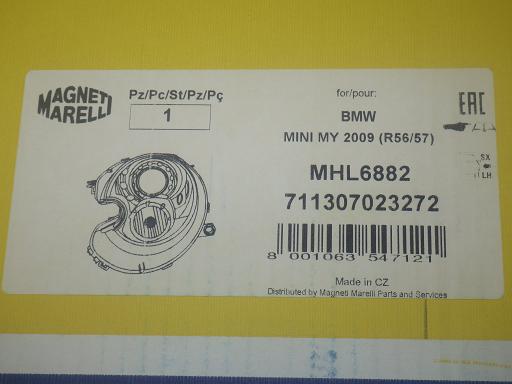 MAGNETI
MARELLI
Pz/Pc/St/Pz/Pç
1
for/pour:
BMW
MINI MY 2009 (R56/57)
EAC
SX
LH
MHL6882
711307023272
8 001063 547121
Made in CZ
Distributed by Magneti Marelli Parts and Services